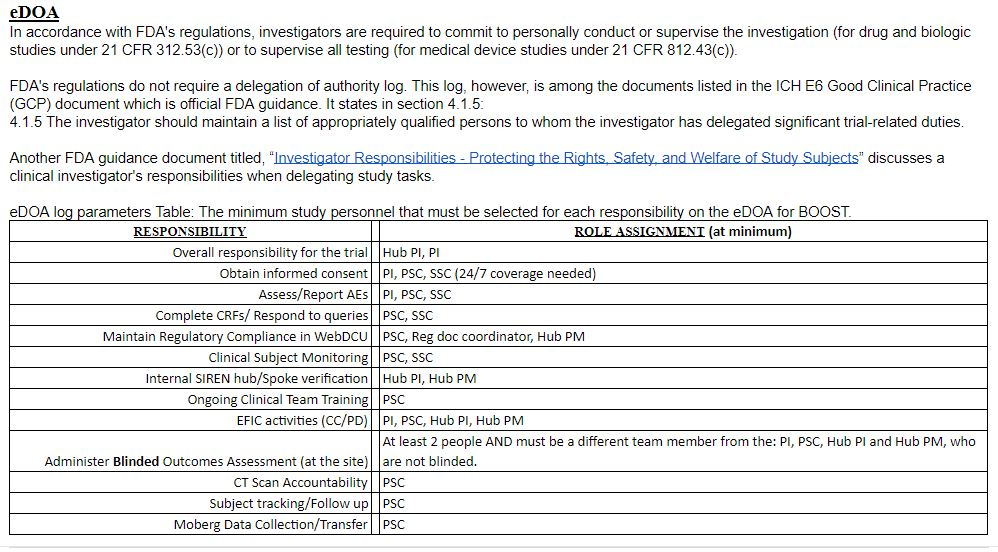 eDOA
In accordance with FDA's regulations, investigators are required to commit to personally conduct or supervise the investigation (for drug and biologic
studies under 21 CFR 312.53(c)) or to supervise all testing (for medical device studies under 21 CFR 812.43(c)).
FDA's regulations do not require a delegation of authority log. This log, however, is among the documents listed in the ICH E6 Good Clinical Practice
(GCP) document which is official FDA guidance. It states in section 4.1.5:
4.1.5 The investigator should maintain a list of appropriately qualified persons to whom the investigator has delegated significant trial-related duties.
Another FDA guidance document titled, “Investigator Responsibilities - Protecting the Rights, Safety, and Welfare of Study Subjects” discusses a
clinical investigator's responsibilities when delegating study tasks.
eDOA log parameters Table: The minimum study personnel that must be selected for each responsibility on the eDOA for BOOST.
RESPONSIBILITY ROLE ASSIGNMENT (at minimum)
Overall responsibility for the trial Hub PI, PI
Obtain informed consent PI, PSC, SSC (24/7 coverage needed)
Assess/Report AEs PI, PSC, SSC
Complete CRFs/ Respond to queries PSC, SSC
Maintain Regulatory Compliance in WebDCU PSC, Reg doc coordinator, Hub PM
Clinical Subject Monitoring PSC, SSC
Internal SIREN hub/Spoke verification Hub PI, Hub PM
Ongoing Clinical Team Training PSC
EFIC activities (CC/PD) PI, PSC, Hub PI, Hub PM
At least 2 people AND must be a different team member from the: PI, PSC, Hub PI and Hub PM, who
Administer Blinded Outcomes Assessment (at the site) are not blinded.
CT Scan Accountability PSC
Subject tracking/Follow up PSC
Moberg Data Collection/Transfer PSC